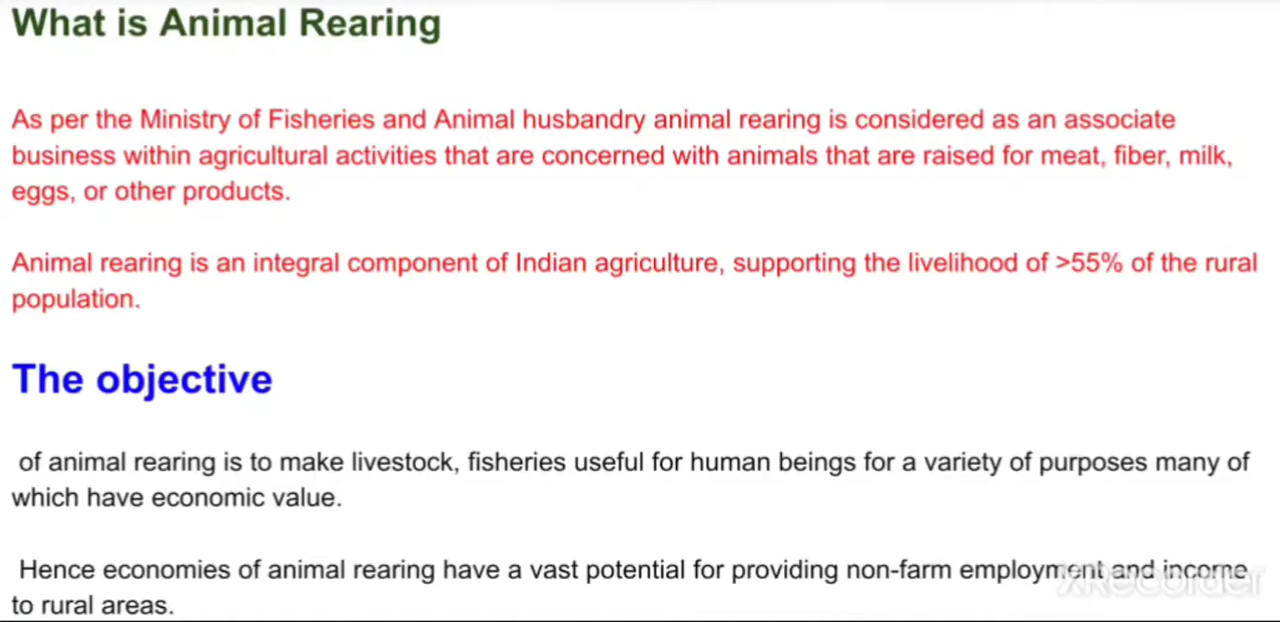 What is Animal Rearing
As per the Ministry of Fisheries and Animal husbandry animal rearing is considered as an associate
business within agricultural activities that are concerned with animals that are raised for meat, fiber, milk,
eggs, or other products.
Animal rearing is an integral component of Indian agriculture, supporting the livelihood of >55% of the rural
population.
The objective
of animal rearing is to make livestock, fisheries useful for human beings for a variety of purposes many of
which have economic value.
Hence economies of animal rearing have a vast potential for providing non-farm employment and income
to rural areas.
XRecorder